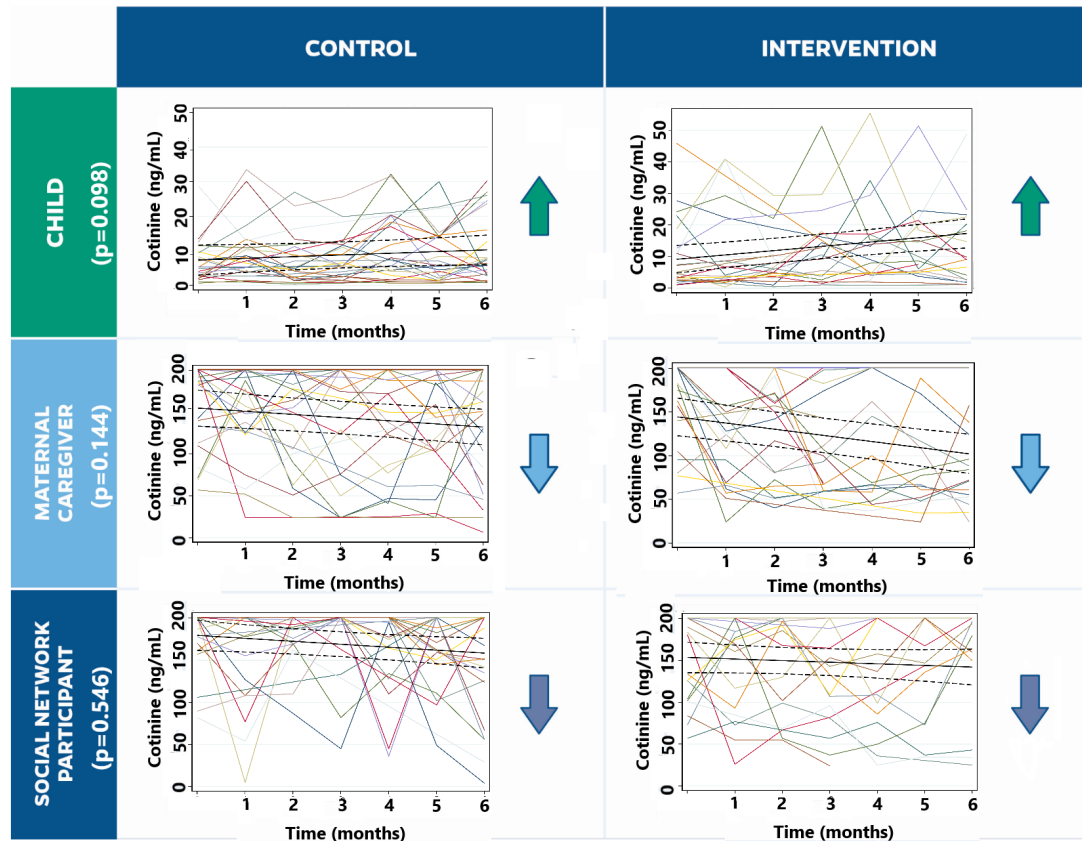 CONTROL
INTERVENTION
CHILD
(p=0.098)
Cotinine (ng/mL)
50
40
30
20
10
0
1 2 3 4 5 6
Time (months)
Cotinine (ng/mL)
50
40
30
20
10
0
1 2 3 4 5 6
Time (months)
MATERNAL
CAREGIVER
(p=0.144)
Cotinine (ng/mL)
200
150
100
50
0
1 2 3 4 5 6
Time (months)
Cotinine (ng/mL)
200
150
100
50
0
1 2 3 4 5 6
Time (months)
SOCIAL NETWORK
PARTICIPANT
(p=0.546)
Cotinine (ng/mL)
200
150
100
50
0
1 2 3 4 5 6
Time (months)
Cotinine (ng/mL)
200
150
100
50
0
1 2 3 4 5 6
Time (months)